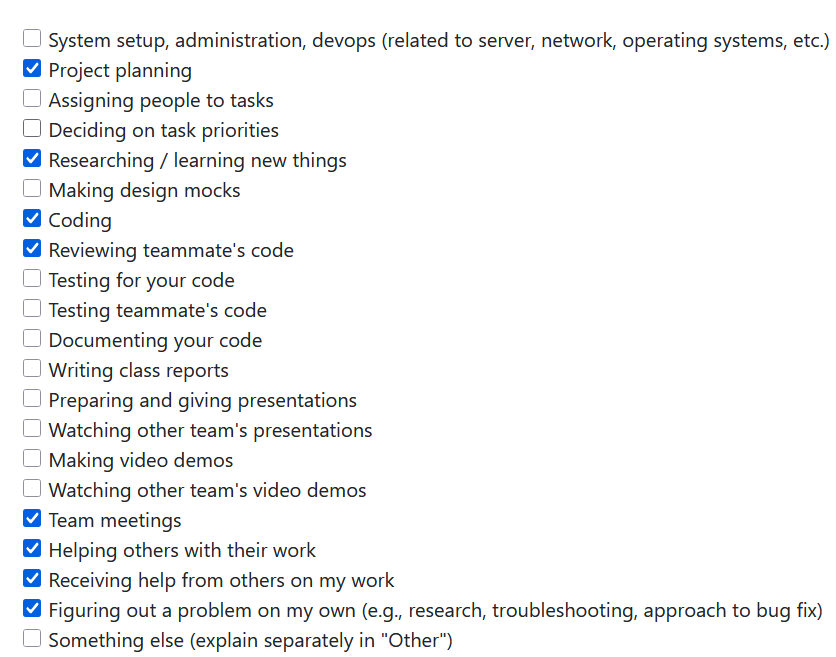 System setup, administration, devops (related to server, network, operating systems, etc.)
Project planning
Assigning people to tasks
Deciding on task priorities
Researching / learning new things
Making design mocks
Coding
Reviewing teammate's code
Testing for your code
Testing teammate's code
Documenting your code
Writing class reports
Preparing and giving presentations
Watching other team's presentations
Making video demos
Watching other team's video demos
Team meetings
Helping others with their work
Receiving help from others on my work
Figuring out a problem on my own (e.g., research, troubleshooting, approach to bug fix)
Something else (explain separately in "Other")